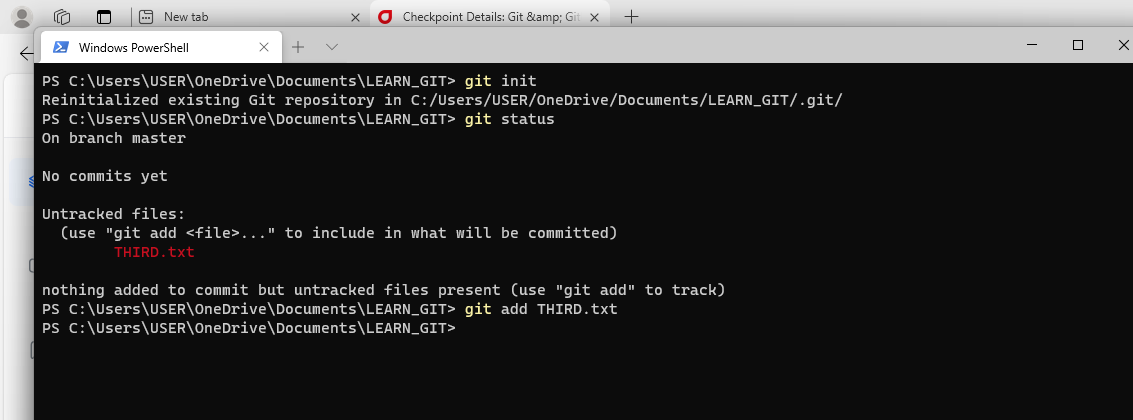 New tab
Checkpoint Details: Git &amp; Git
Windows PowerShell
PS C:\Users\USER\OneDrive\Documents\LEARN_GIT> git init
Reinitialized existing Git repository in C:/Users/USER/OneDrive/Documents/LEARN_GIT/.git/
PS C:\Users\USER\OneDrive\Documents\LEARN_GIT> git status
On branch master
No commits yet
Untracked files:
(use "git add <file>..." to include in what will be committed)
THIRD.txt
nothing added to commit but untracked files present (use "git add" to track)
PS C:\Users\USER\OneDrive\Documents\LEARN_GIT> git add THIRD.txt
PS C:\Users\USER\OneDrive\Documents\LEARN_GIT>